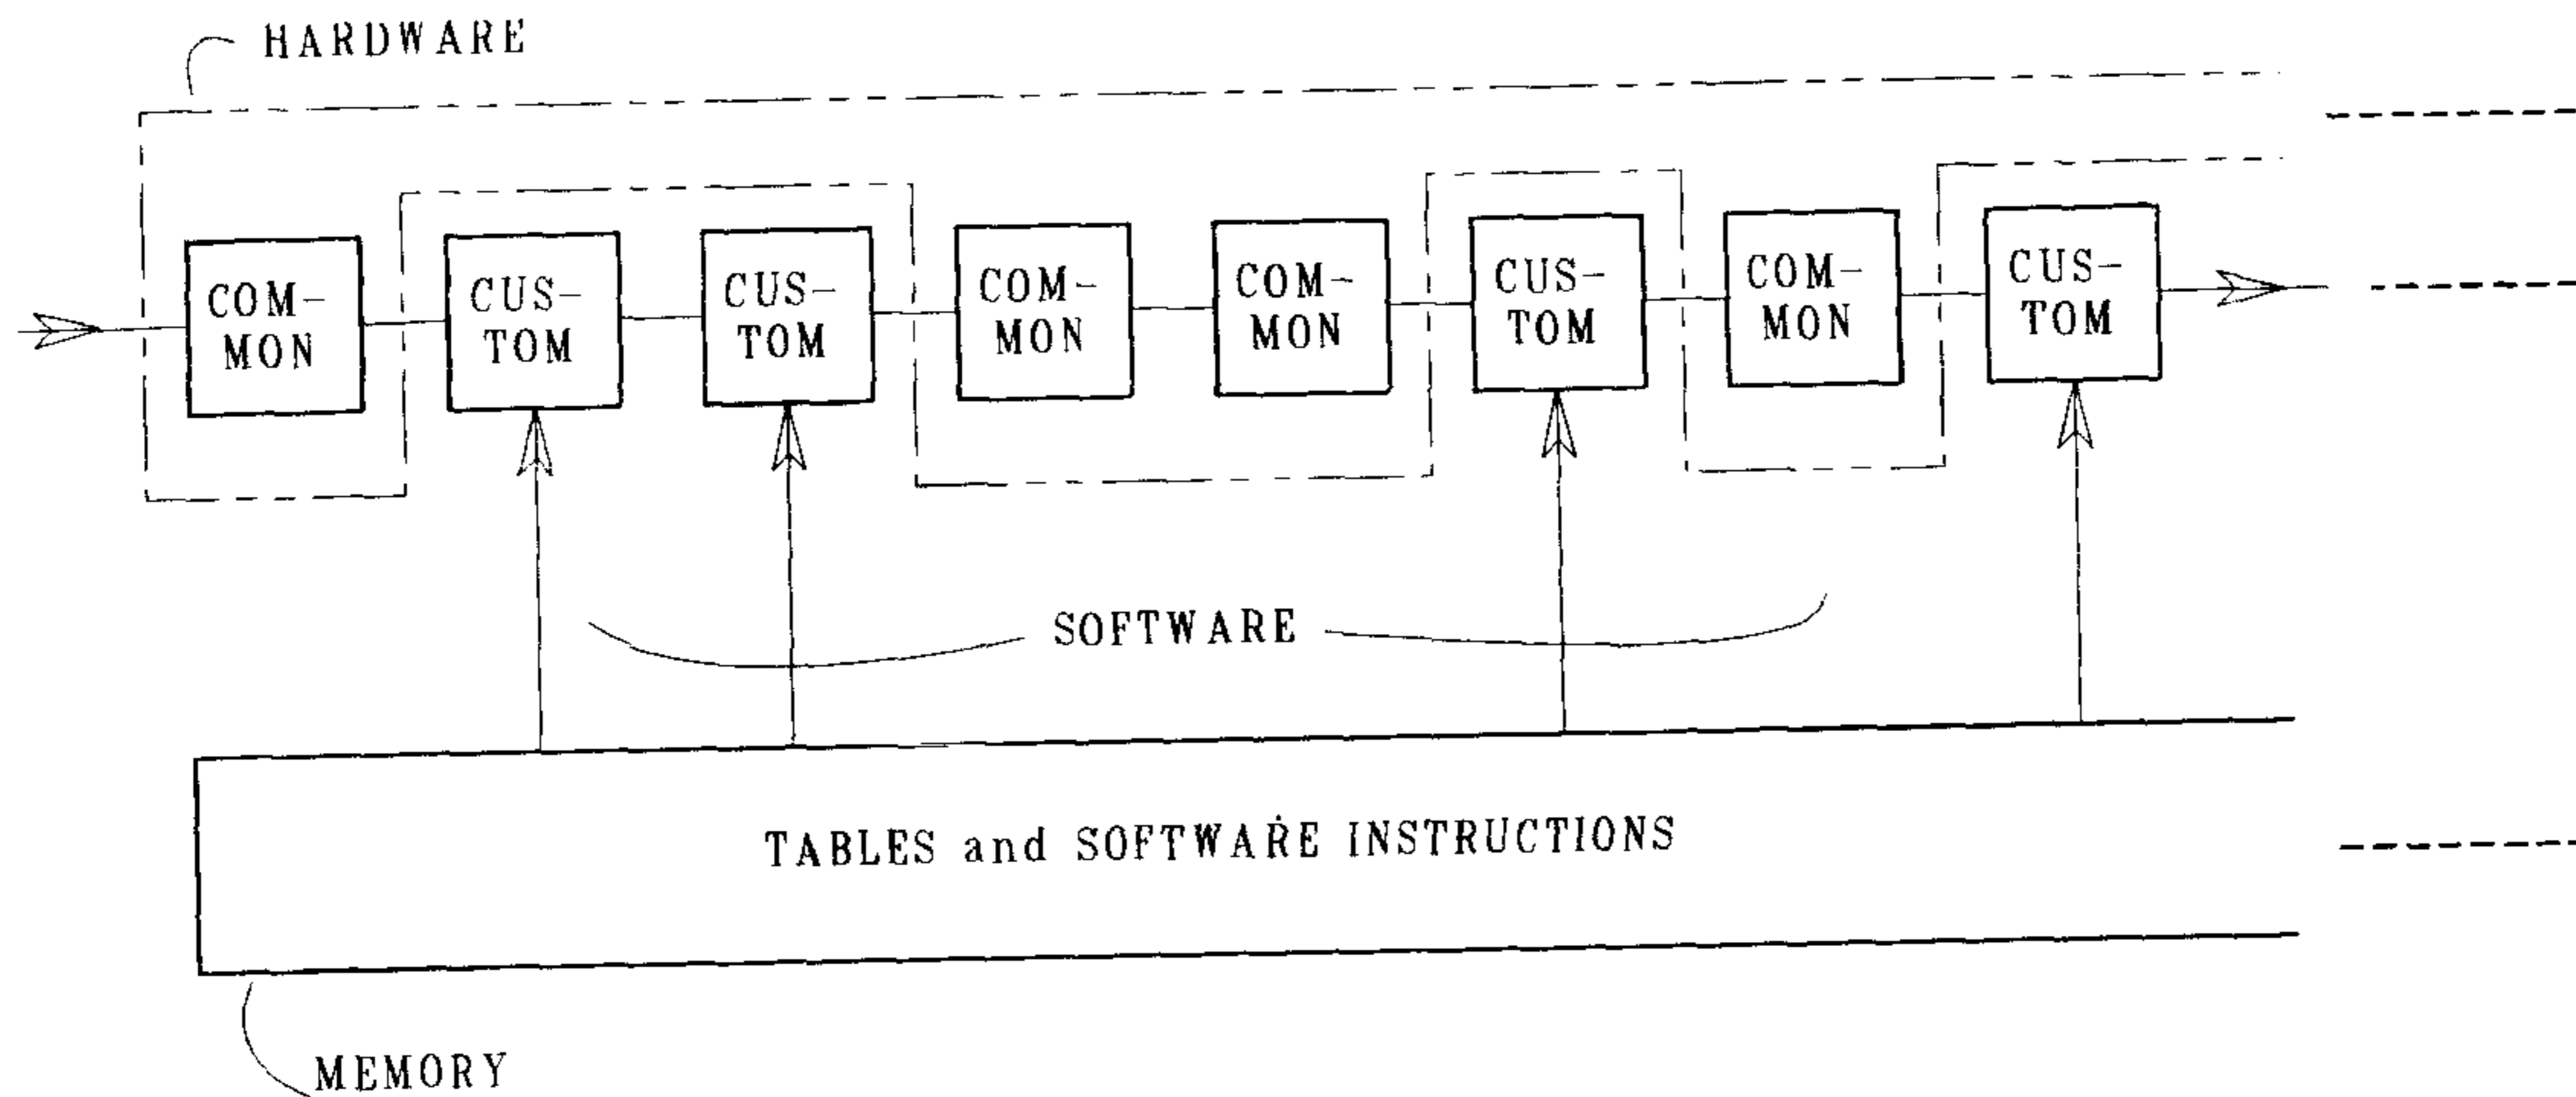 HARDWARE
COM-
MON
CUS-
TOM
CUS-
TOM
COM-
MON
COM-
MON
CUS-
TOM
COM-
MON
CUS-
TOM
SOFTWARE
TABLES and SOFTWARE INSTRUCTIONS
MEMORY